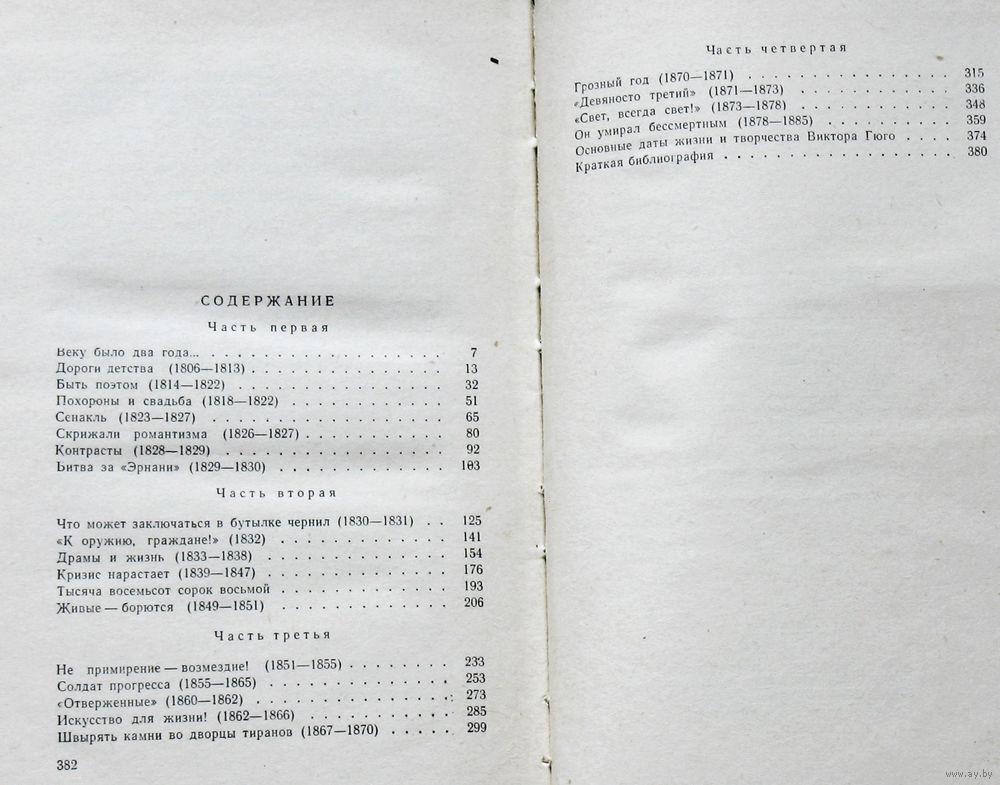 СОДЕРЖАНИЕ
Часть первая
Веку было два года... . . . . . . . . . . . . . . . . . . 7
Дороги детства (1806—1813) . . . . . . . . . . . . . . . 13
Быть поэтом (1814—1822) . . . . . . . . . . . . . . . . 32
Похороны и свадьба (1818—1822) . . . . . . . . . . . . 51
Сенакль (1823—1827) . . . . . . . . . . . . . . . . . . 65
Скрижали романтизма (1826—1827) . . . . . . . . . . . 80
Контрасты (1828—1829) . . . . . . . . . . . . . . . . . 92
Битва за «Эрнани» (1829—1830) . . . . . . . . . . . . . 103
Часть вторая
Что может заключаться в бутылке чернил (1830—1831) . . 125
«К оружию, граждане!» (1832) . . . . . . . . . . . . . 141
Драмы и жизнь (1833—1838) . . . . . . . . . . . . . . 154
Кризис нарастает (1839—1847) . . . . . . . . . . . . . . 176
Тысяча восемьсот сорок восьмой . . . . . . . . . . . . . 193
Живые — борются (1849—1851) . . . . . . . . . . . . . 206
Часть третья
Не примирение — возмездие! (1851—1855) . . . . . . . . 233
Солдат прогресса (1855—1865) . . . . . . . . . . . . . . 253
«Отверженные» (1860—1862) . . . . . . . . . . . . . . . 273
Искусство для жизни! (1862—1866) . . . . . . . . . . . 285
Швырять камни во дворцы тиранов (1867—1870) . . . . . 299
382
Часть четвертая
Грозный год (1870—1871) . . . . . . . . . . . . . . . . 315
«Девяносто третий» (1871—1873) . . . . . . . . . . . . 336
«Свет, всегда свет!» (1873—1878) . . . . . . . . . . . . 348
Он умирал бессмертным (1878—1885) . . . . . . . . . . 359
Основные даты жизни и творчества Виктора Гюго . . . . 374
Краткая библиография . . . . . . . . . . . . . . . . . . 380
www.ay.by